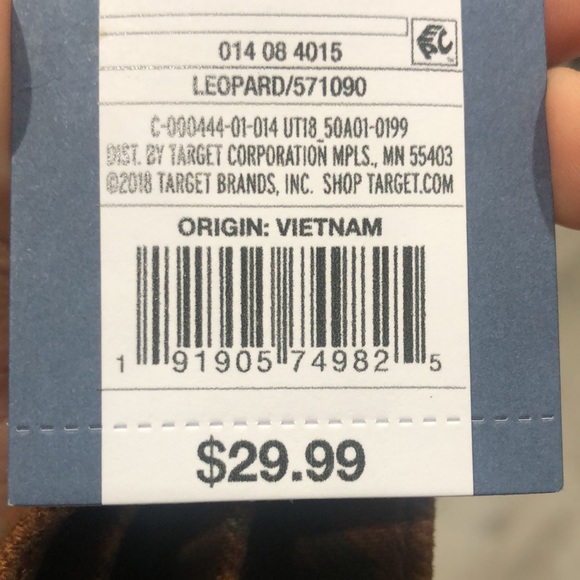 014 08 4015
LEOPARD/571090
C-000444-01-014 UT18_50A01-0199
DIST. BY TARGET CORPORATION MPLS., MN 55403
©2018 TARGET BRANDS, INC. SHOP TARGET.COM
ORIGIN: VIETNAM
1 91905 74982 5
$29.99